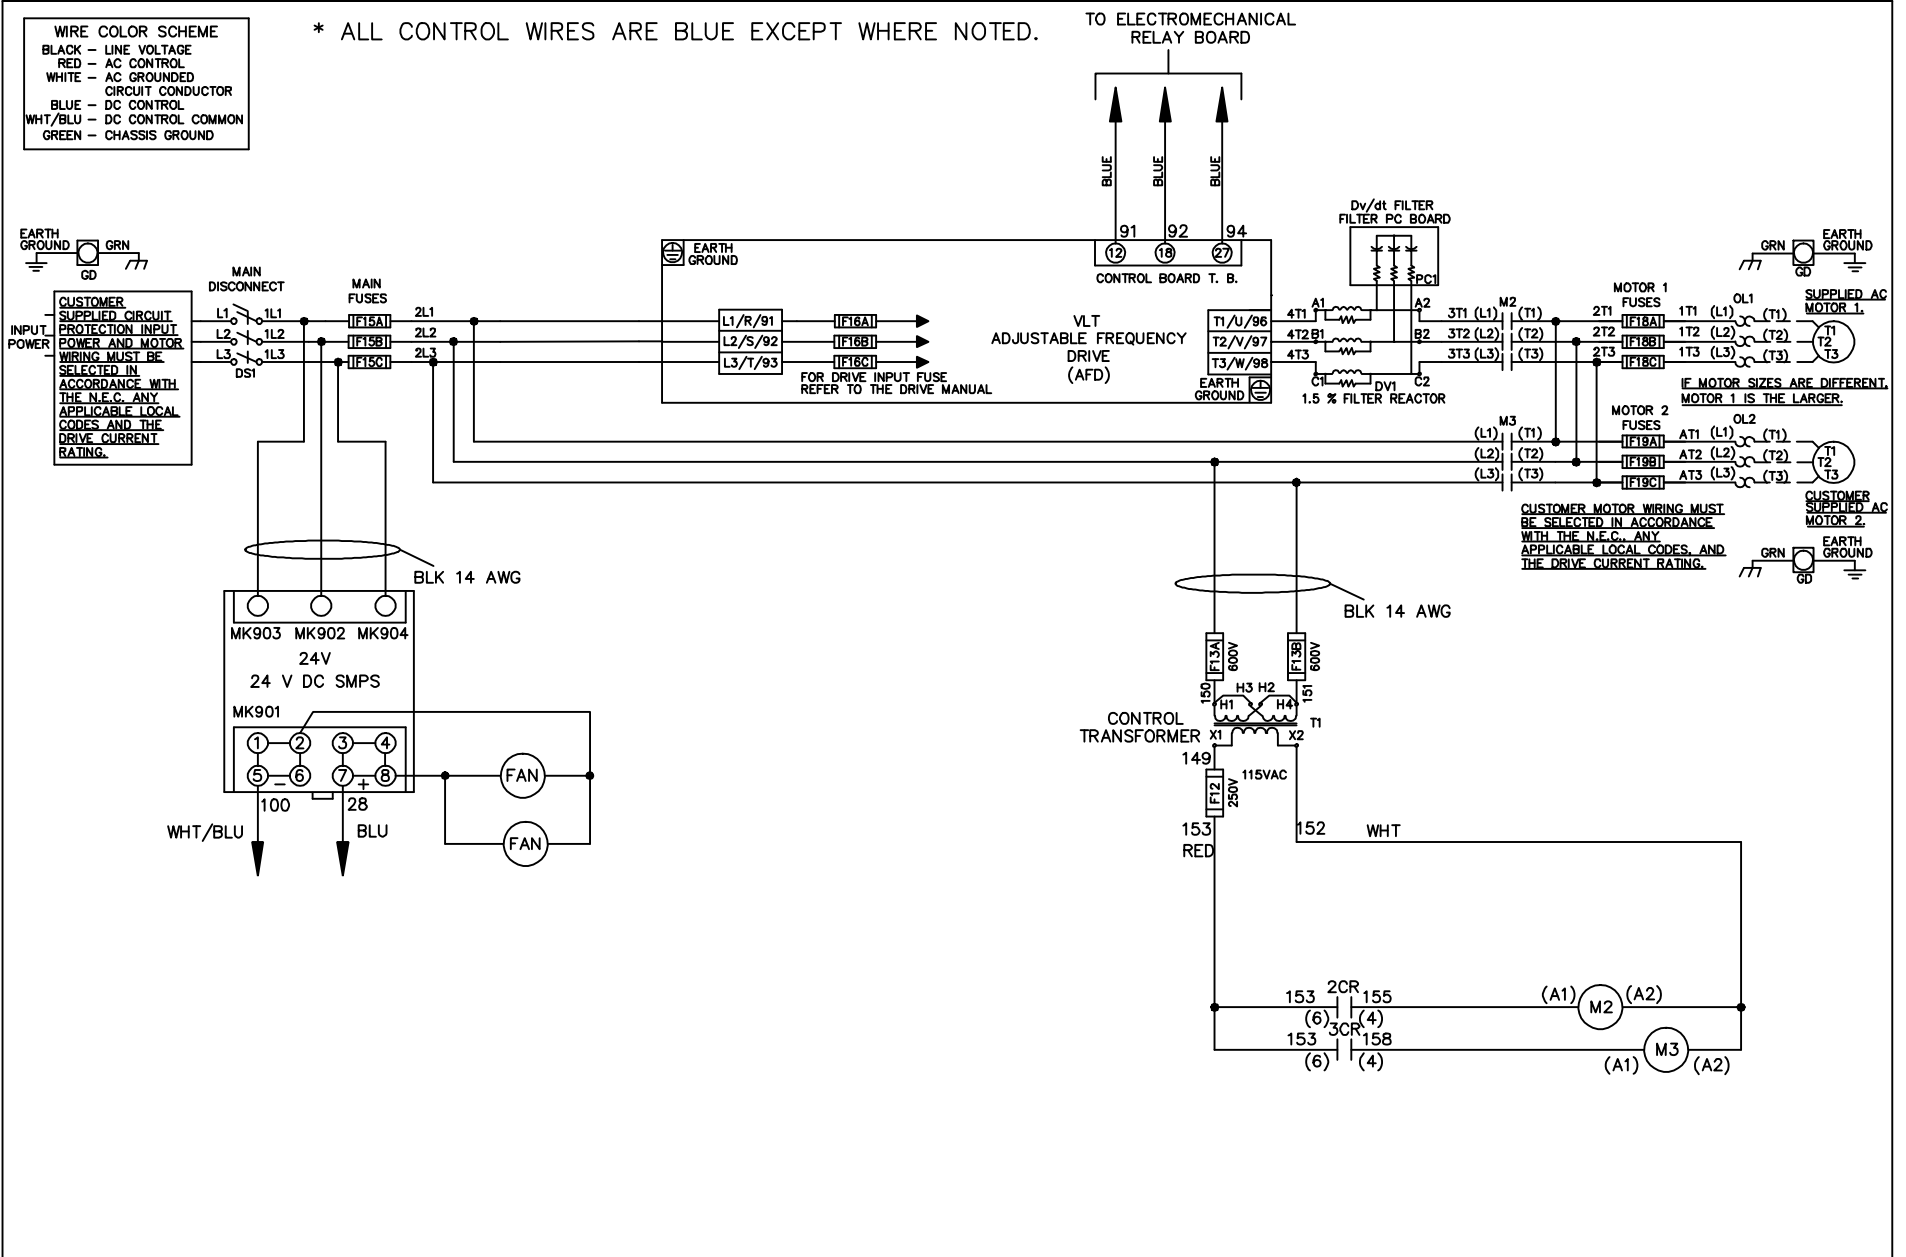 WIRE COLOR SCHEME
BLACK – LINE VOLTAGE
RED – AC CONTROL
WHITE – AC GROUNDED
CIRCUIT CONDUCTOR
BLUE – DC CONTROL
WHT/BLU – DC CONTROL COMMON
GREEN – CHASSIS GROUND
* ALL CONTROL WIRES ARE BLUE EXCEPT WHERE NOTED.
TO ELECTROMECHANICAL
RELAY BOARD
BLUE
BLUE
BLUE
91 92 94
12 18 27
CONTROL BOARD T. B.
EARTH
GROUND
GRN
GD
CUSTOMER
SUPPLIED CIRCUIT
PROTECTION INPUT
POWER AND MOTOR
WIRING MUST BE
SELECTED IN
ACCORDANCE WITH
THE N.E.C. ANY
APPLICABLE LOCAL
CODES AND THE
DRIVE CURRENT
RATING.
INPUT
POWER
MAIN
DISCONNECT
L1 1L1
L2 1L2
L3 1L3
DS1
MAIN
FUSES
F15A 2L1
F15B 2L2
F15C 2L3
EARTH
GROUND
L1/R/91
L2/S/92
L3/T/93
F16A
F16B
F16C
FOR DRIVE INPUT FUSE
REFER TO THE DRIVE MANUAL
VLT
ADJUSTABLE FREQUENCY
DRIVE
(AFD)
T1/U/96
T2/V/97
T3/W/98
EARTH
GROUND
Dv/dt FILTER
FILTER PC BOARD
PC1
4T1 A1 A2
4T2 B1 B2
4T3
C1 DV1 C2
1.5 % FILTER REACTOR
M2
3T1 (L1) (T1)
3T2 (L2) (T2)
3T3 (L3) (T3)
MOTOR 1
FUSES
2T1 F18A 1T1 (L1) OL1 (T1)
2T2 F18B 1T2 (L2) (T2)
2T3 F18C 1T3 (L3) (T3)
GRN
GD
EARTH
GROUND
SUPPLIED AC
MOTOR 1.
T1
T2
T3
IF MOTOR SIZES ARE DIFFERENT,
MOTOR 1 IS THE LARGER.
M3
(L1) (T1)
(L2) (T2)
(L3) (T3)
MOTOR 2
FUSES
F19A AT1 (L1) OL2 (T1)
F19B AT2 (L2) (T2)
F19C AT3 (L3) (T3)
T1
T2
T3
CUSTOMER
SUPPLIED AC
MOTOR 2.
CUSTOMER MOTOR WIRING MUST
BE SELECTED IN ACCORDANCE
WITH THE N.E.C., ANY
APPLICABLE LOCAL CODES, AND
THE DRIVE CURRENT RATING.
GRN
GD
EARTH
GROUND
BLK 14 AWG
MK903 MK902 MK904
24V
24 V DC SMPS
MK901
1 2 3 4
5 – 6 7 + 8
100 28
WHT/BLU BLU
FAN
FAN
BLK 14 AWG
F13A 600V
F13B 600V
150 151
H3 H2
H1 H4
T1
CONTROL
TRANSFORMER
X1 X2
149
115VAC
F12 250V
153
RED
152 WHT
2CR
153 155
(6) (4)
(A1) M2 (A2)
3CR
153 158
(6) (4)
(A1) M3 (A2)